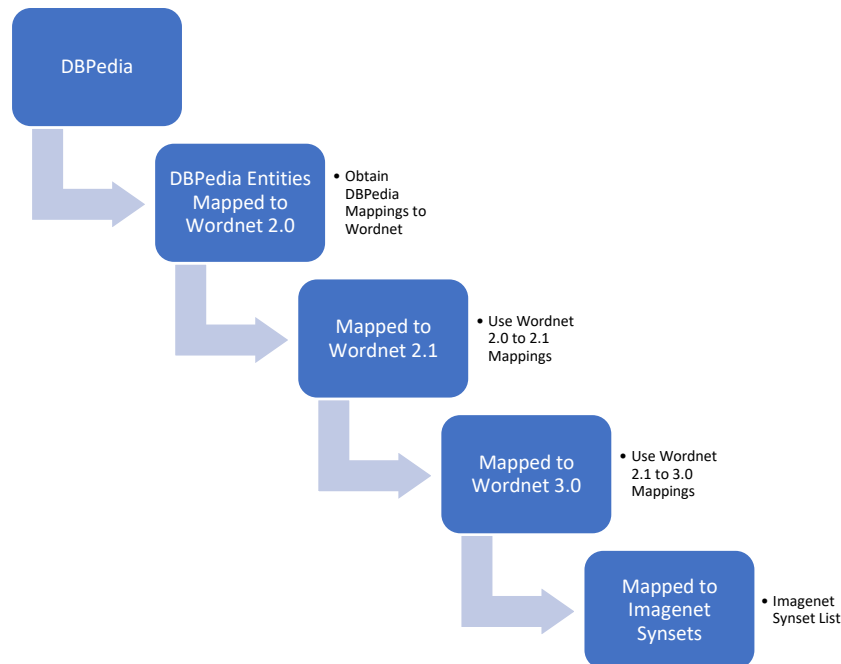 DBPedia
DBPedia Entities
Mapped to
Wordnet 2.0
• Obtain
DBPedia
Mappings to
Wordnet
Mapped to
Wordnet 2.1
• Use Wordnet
2.0 to 2.1
Mappings
Mapped to
Wordnet 3.0
• Use Wordnet
2.1 to 3.0
Mappings
Mapped to
Imagenet
Synsets
• Imagenet
Synset List